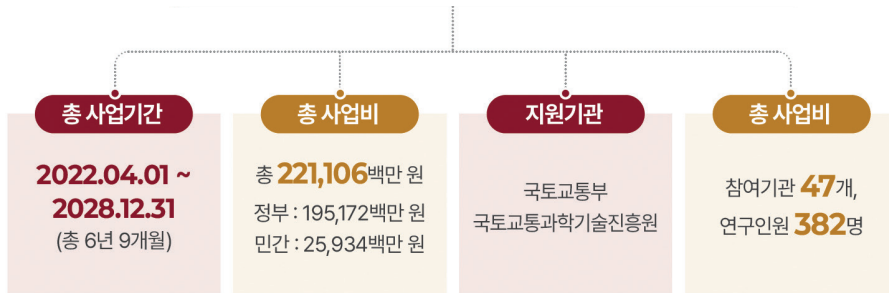 총 사업기간
2022.04.01 ~
2028.12.31
(총 6년 9개월)
총 사업비
총 221,106백만 원
정부 : 195,172백만 원
민간 : 25,934백만 원
지원기관
국토교통부
국토교통과학기술진흥원
총 사업비
참여기관 47개,
연구인원 382명